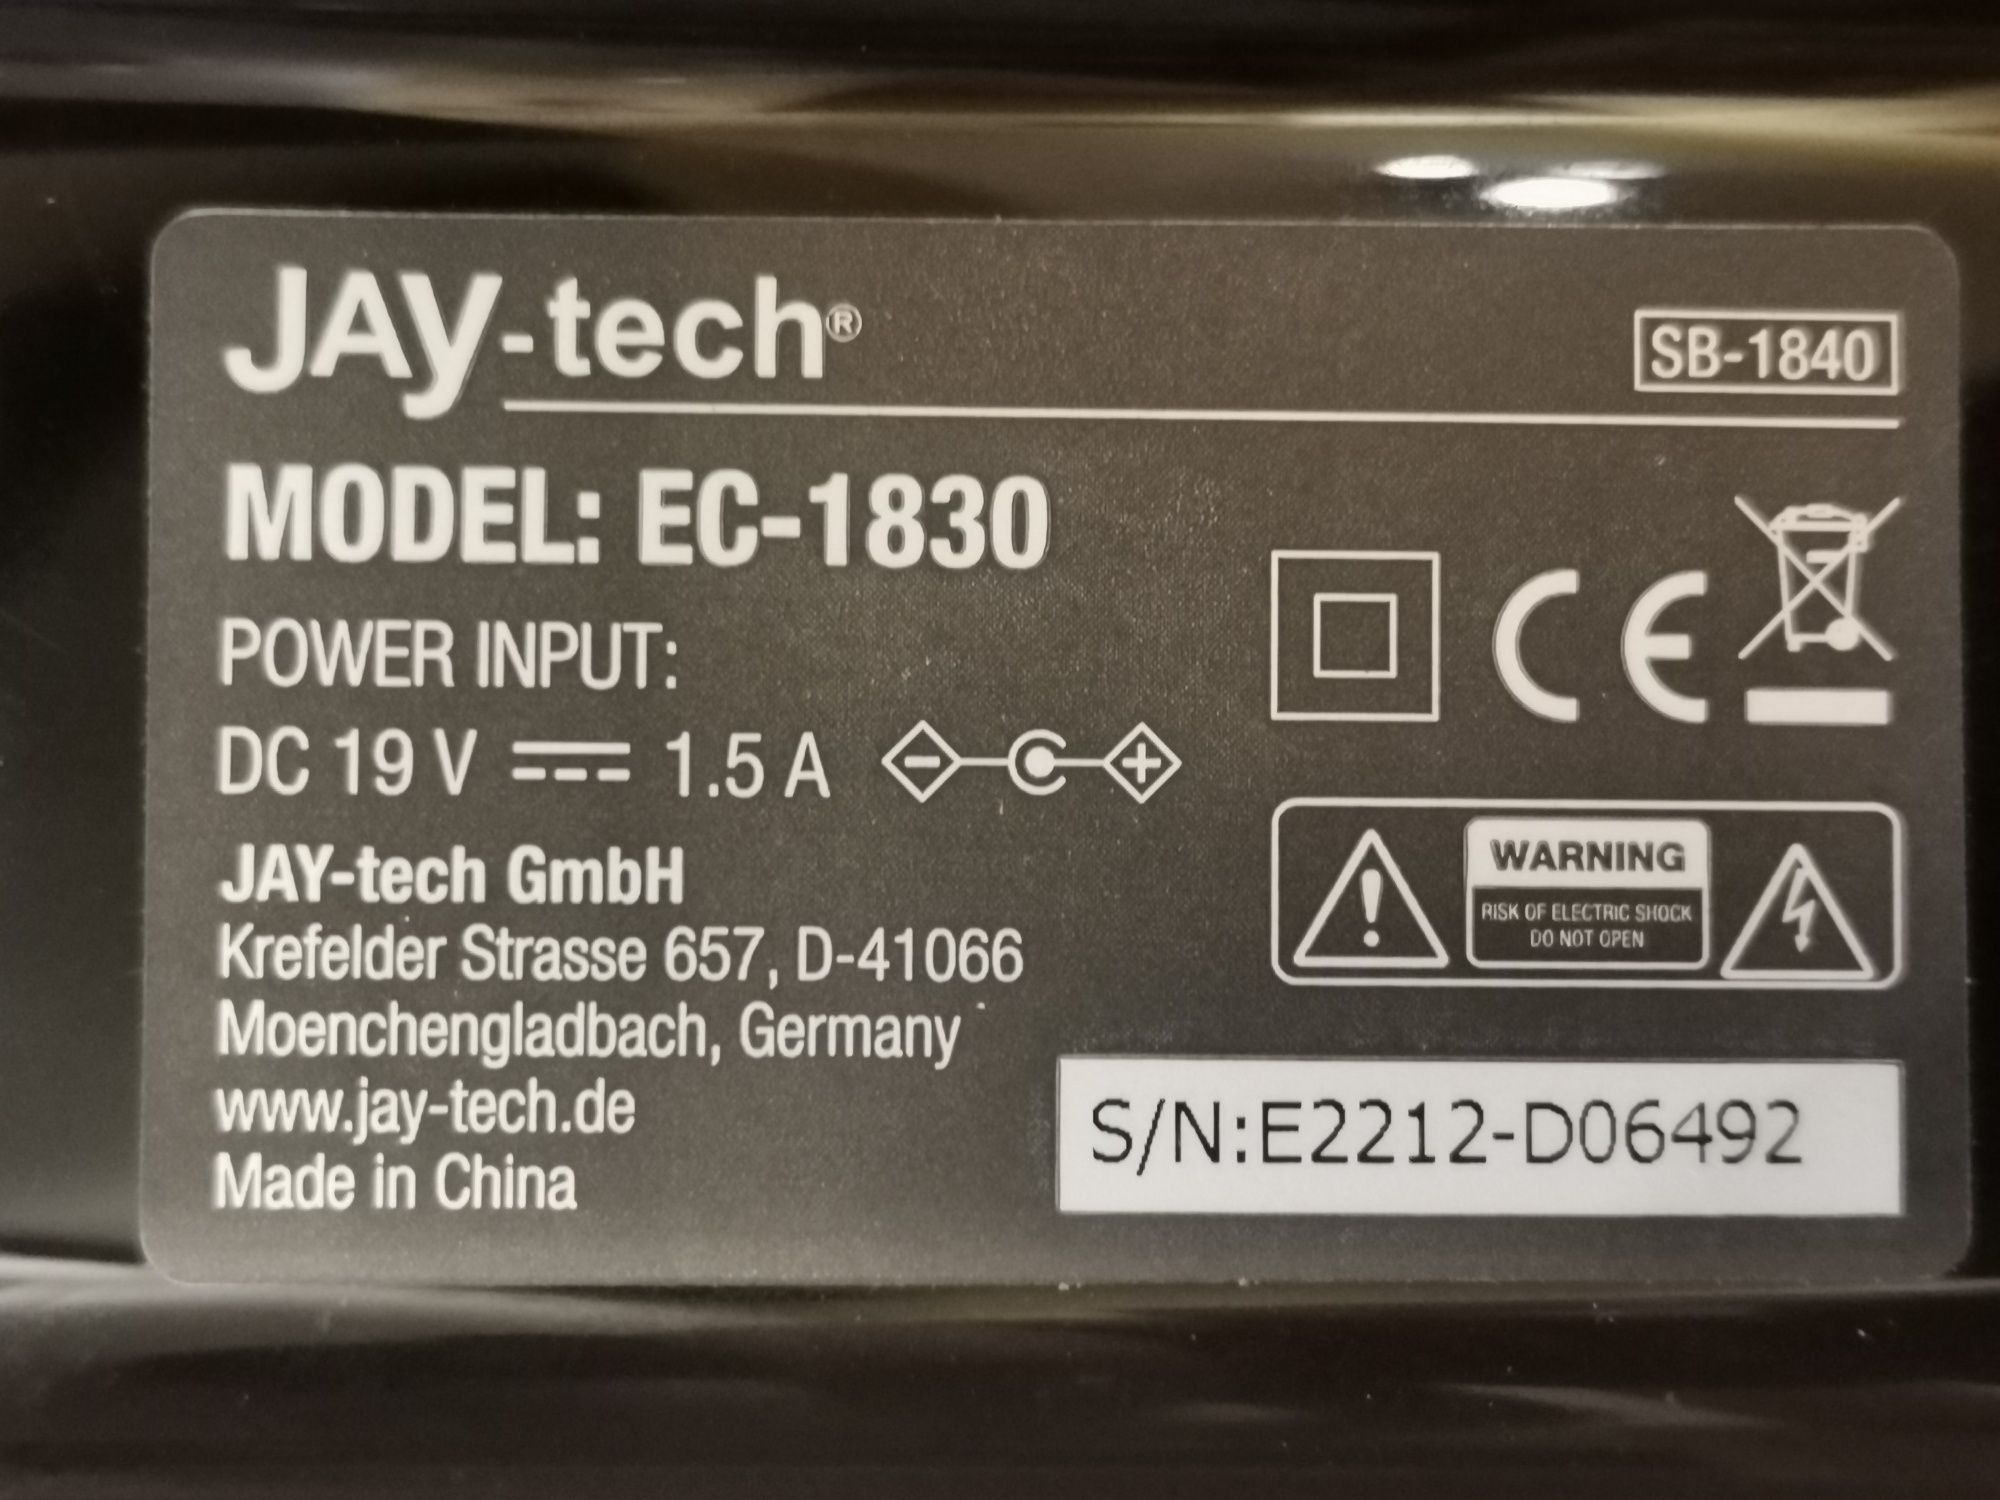 JAY-tech®
SB-1840
MODEL: EC-1830
POWER INPUT:
DC 19 V ⎓ 1.5 A
CE
JAY-tech GmbH
Krefelder Strasse 657, D-41066
Moenchengladbach, Germany
www.jay-tech.de
Made in China
WARNING
RISK OF ELECTRIC SHOCK
DO NOT OPEN
S/N:E2212-D06492